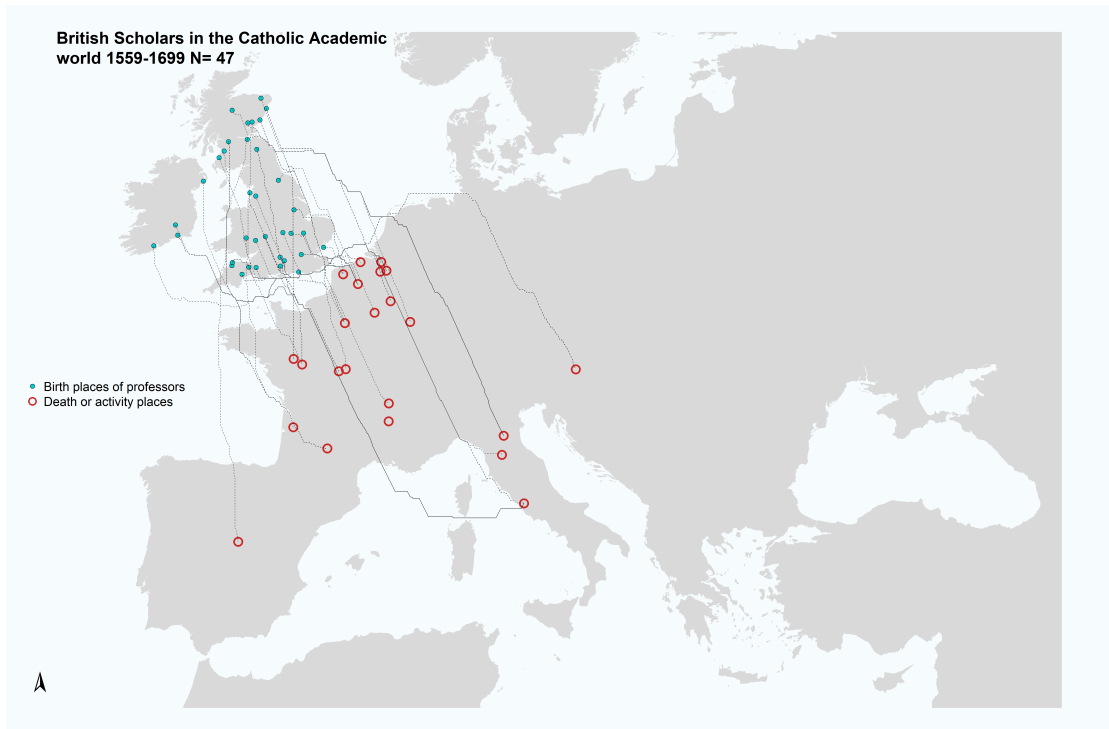 British Scholars in the Catholic Academic
world 1559-1699 N= 47
Birth places of professors
Death or activity places